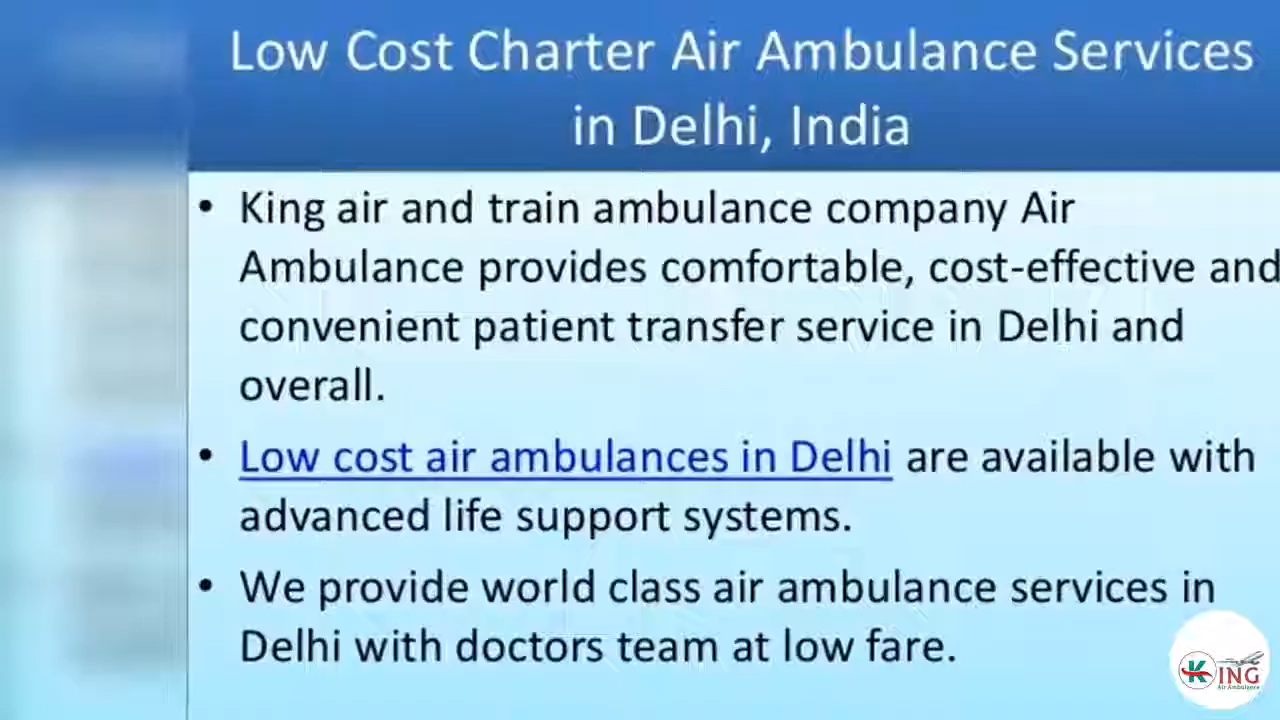 Low Cost Charter Air Ambulance Services
in Delhi, India
• King air and train ambulance company Air
Ambulance provides comfortable, cost-effective and
convenient patient transfer service in Delhi and
overall.
• Low cost air ambulances in Delhi are available with
advanced life support systems.
• We provide world class air ambulance services in
Delhi with doctors team at low fare.
KING
Air Ambulance